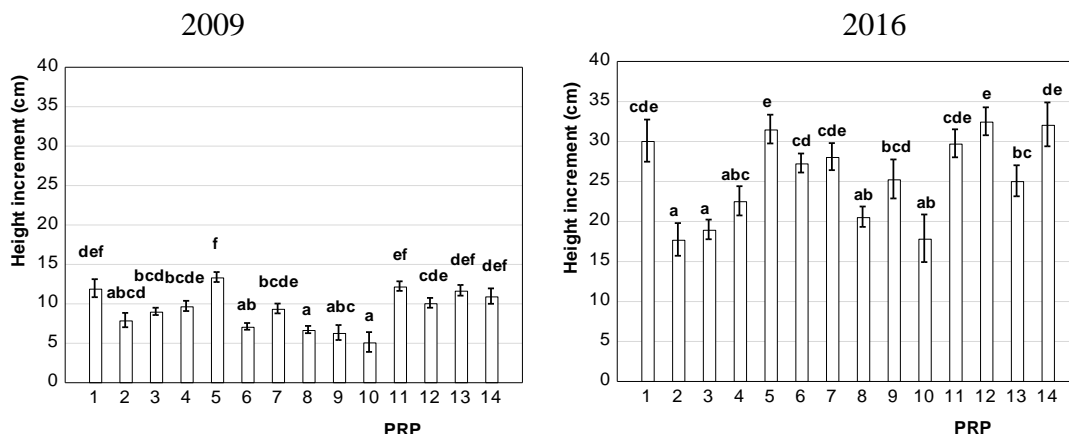 2009
Height increment (cm)
40
35
30
25
20
15
10
5
0
def
abcd
bcd
bcde
f
ab
bcde
a
abc
a
ef
cde
def
def
1 2 3 4 5 6 7 8 9 10 11 12 13 14
PRP
2016
Height increment (cm)
40
35
30
25
20
15
10
5
0
cde
a
a
abc
e
cd
cde
ab
bcd
ab
cde
e
bc
de
1 2 3 4 5 6 7 8 9 10 11 12 13 14
PRP